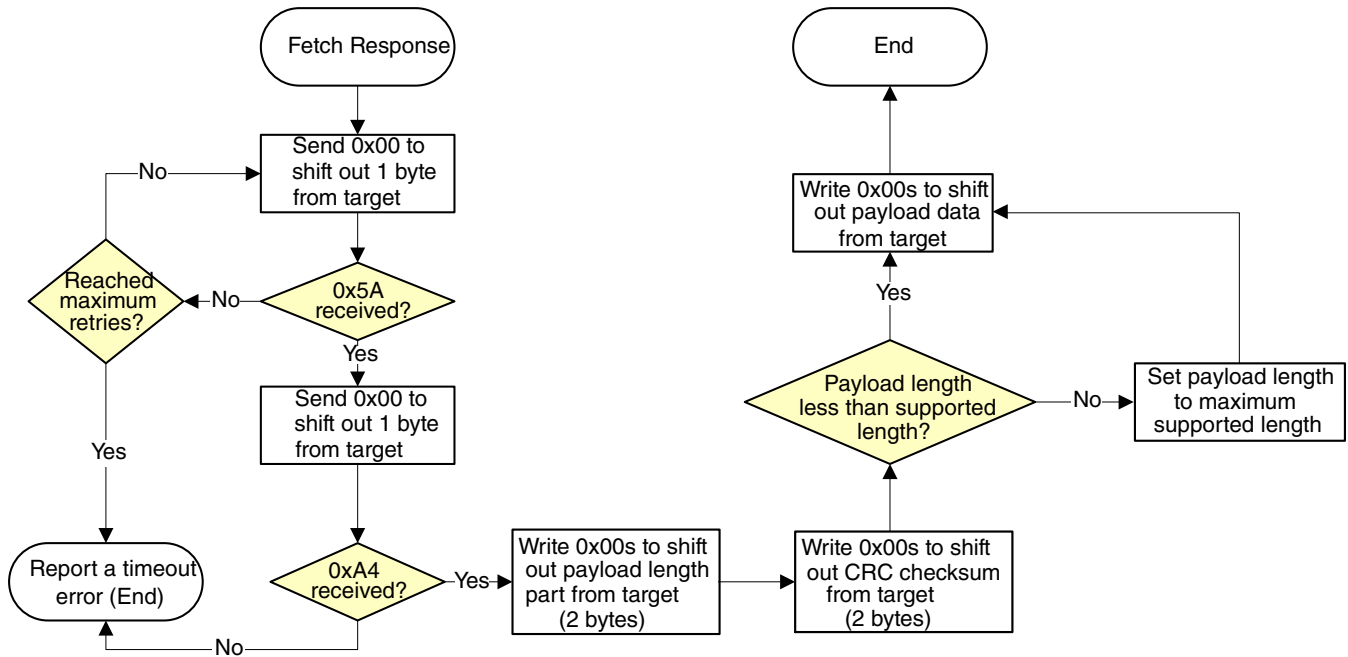 Fetch Response
End
Send 0x00 to
shift out 1 byte
from target
No
Write 0x00s to shift
out payload data
from target
Reached
maximum
retries?
No
0x5A
received?
Yes
Yes
Send 0x00 to
shift out 1 byte
from target
Payload length
less than supported
length?
No
Set payload length
to maximum
supported length
Yes
Report a timeout
error (End)
0xA4
received?
Yes
Write 0x00s to shift
out payload length
part from target
(2 bytes)
Write 0x00s to shift
out CRC checksum
from target
(2 bytes)
No